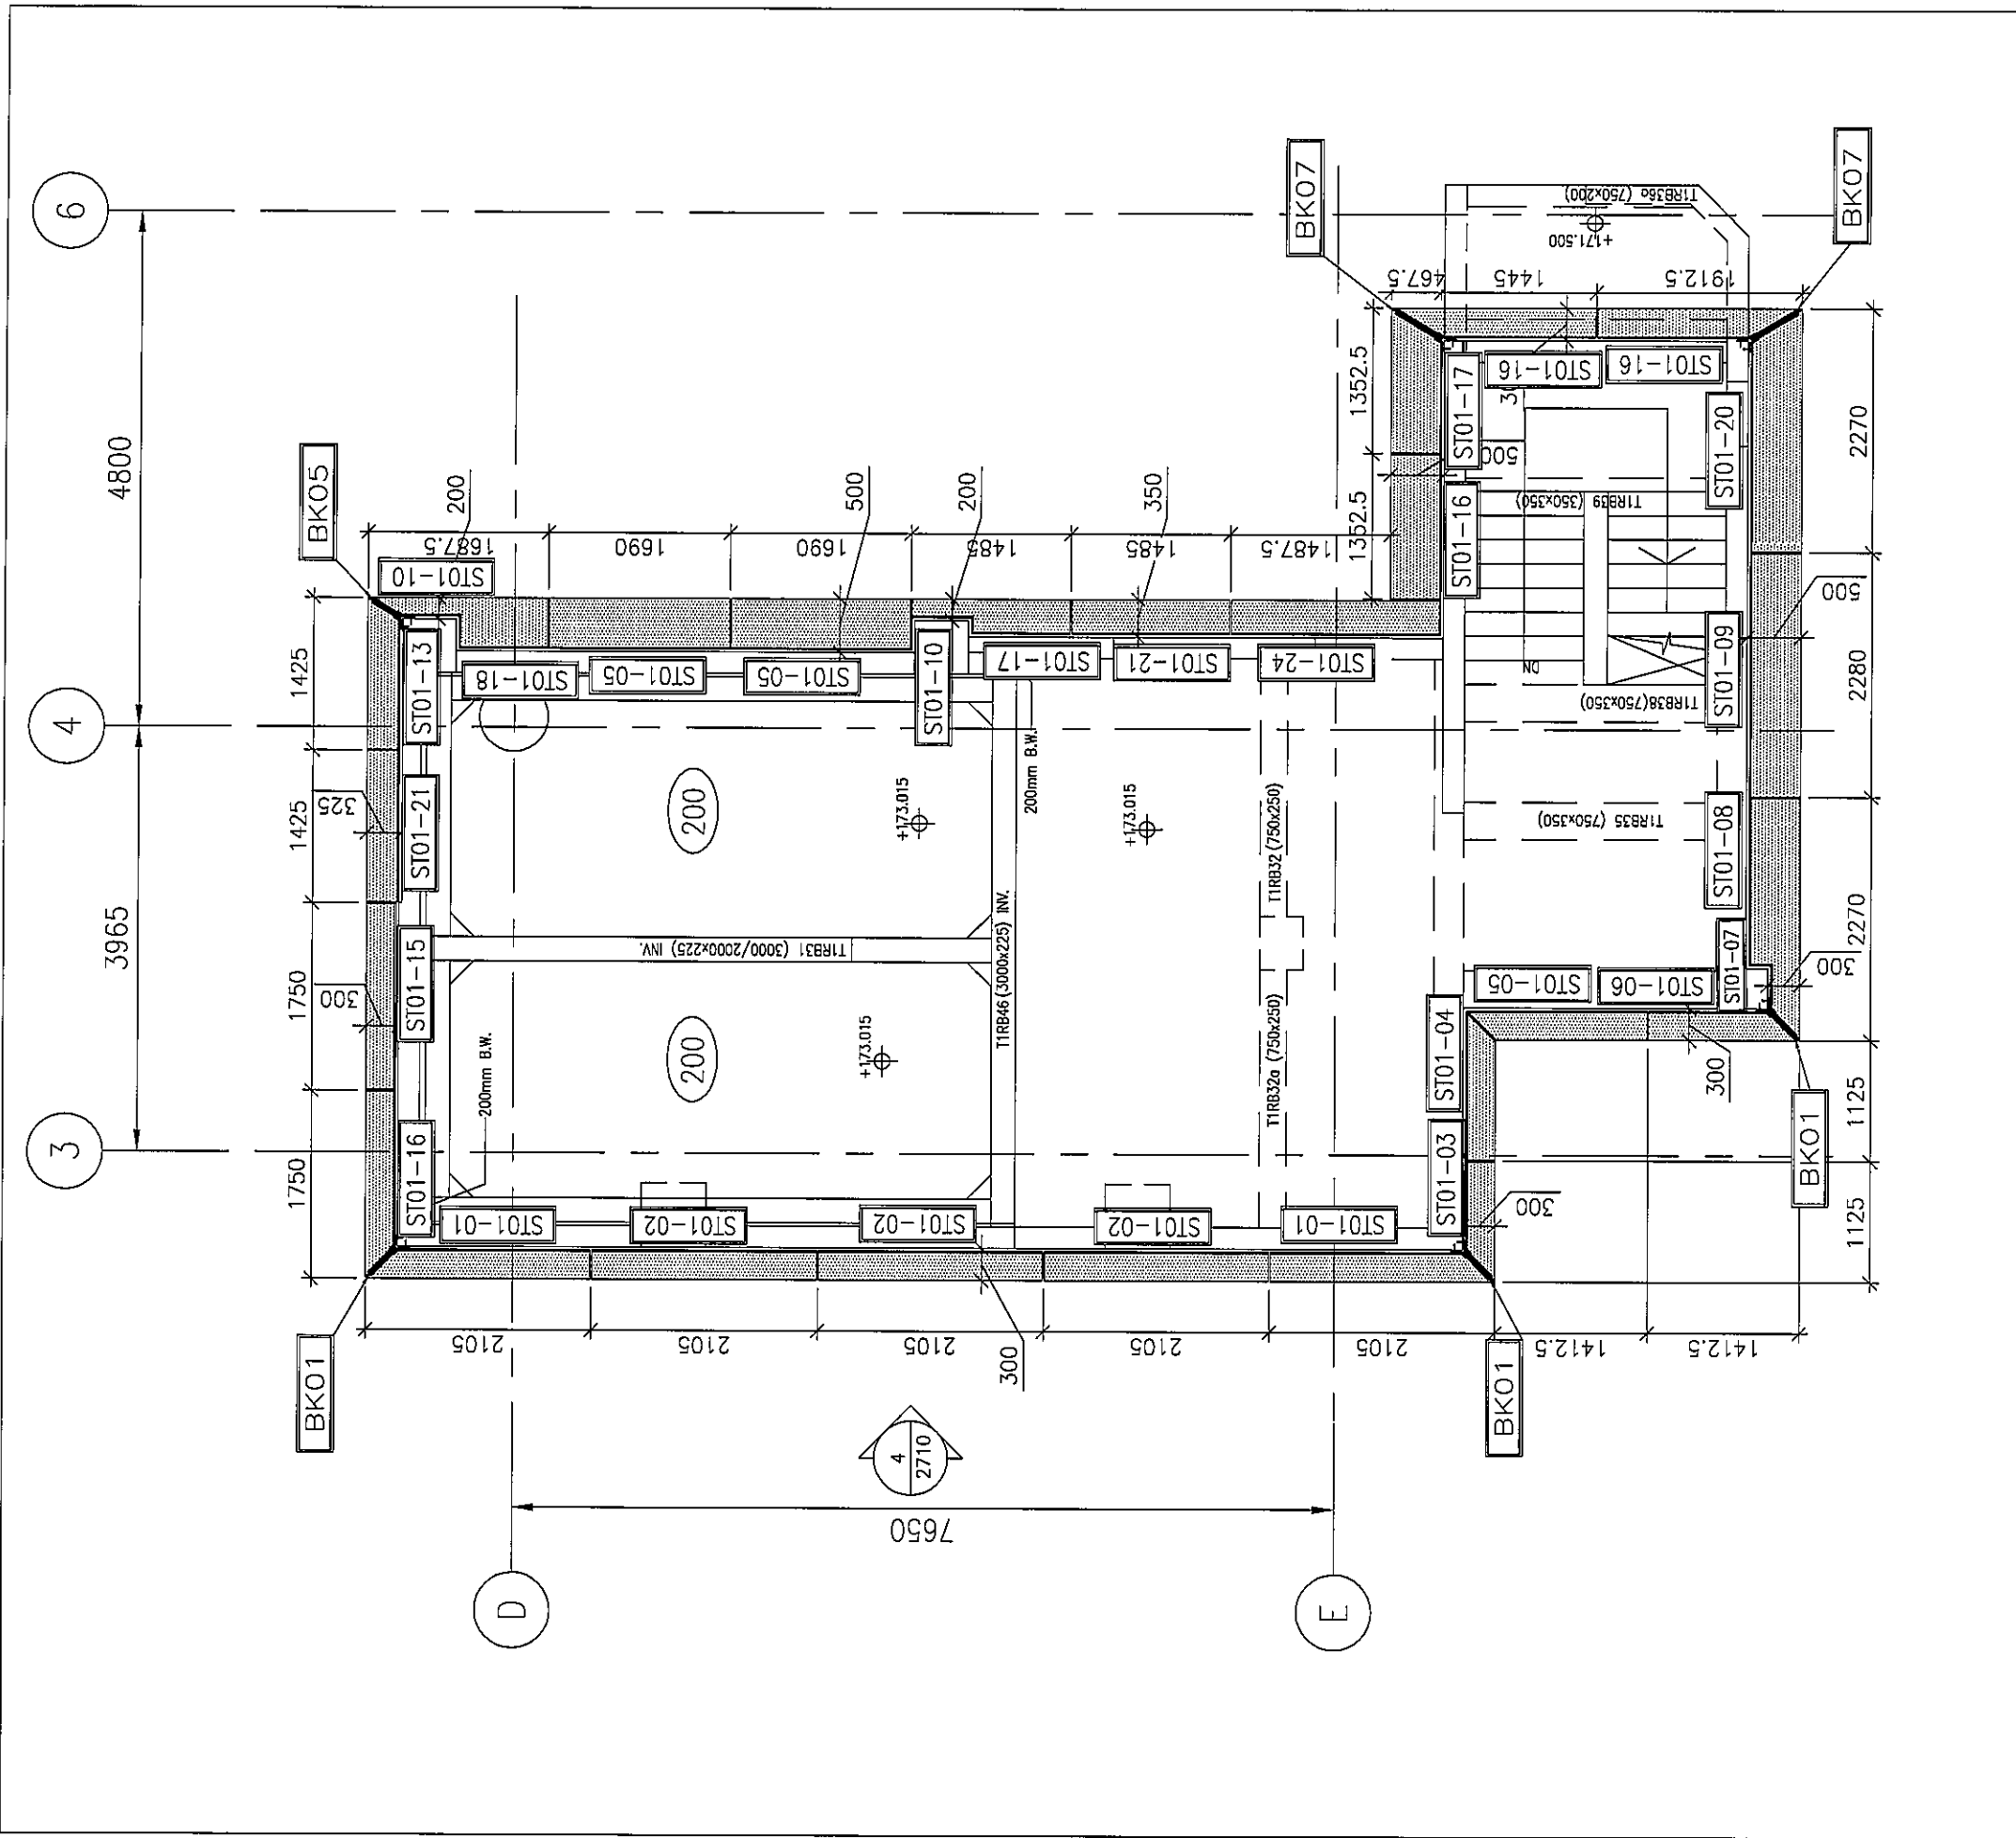 6
4
3
4800
3965
BK05
BK07
BK07
BK01
BK01
BK01
D
E
7650
4
2710
1425
1425
1750
1750
325
300
200
500
200
350
1687.5
1690
1690
1485
1485
1487.5
1352.5
1352.5
467.5
1445
1912.5
2270
2280
2270
500
500
300
300
1125
1125
300
300
2105
2105
2105
2105
2105
1412.5
1412.5
ST01-10
ST01-13
ST01-21
ST01-15
ST01-16
ST01-18
ST01-05
ST01-05
ST01-10
ST01-17
ST01-21
ST01-24
ST01-17
ST01-16
ST01-16
ST01-16
ST01-20
ST01-09
ST01-08
ST01-07
ST01-05
ST01-06
ST01-04
ST01-03
ST01-01
ST01-02
ST01-02
ST01-02
ST01-01
200
200
+173.015
+173.015
+173.015
+171.500
200mm B.W.
200mm B.W.
T1RB31 (3000/2000x225) INV.
T1RB46 (3000x225) INV.
T1RB32 (750x250)
T1RB32a (750x250)
T1RB35 (750x350)
T1RB38(750x350)
T1RB39 (350x350)
T1RB36a (750x200)
DN